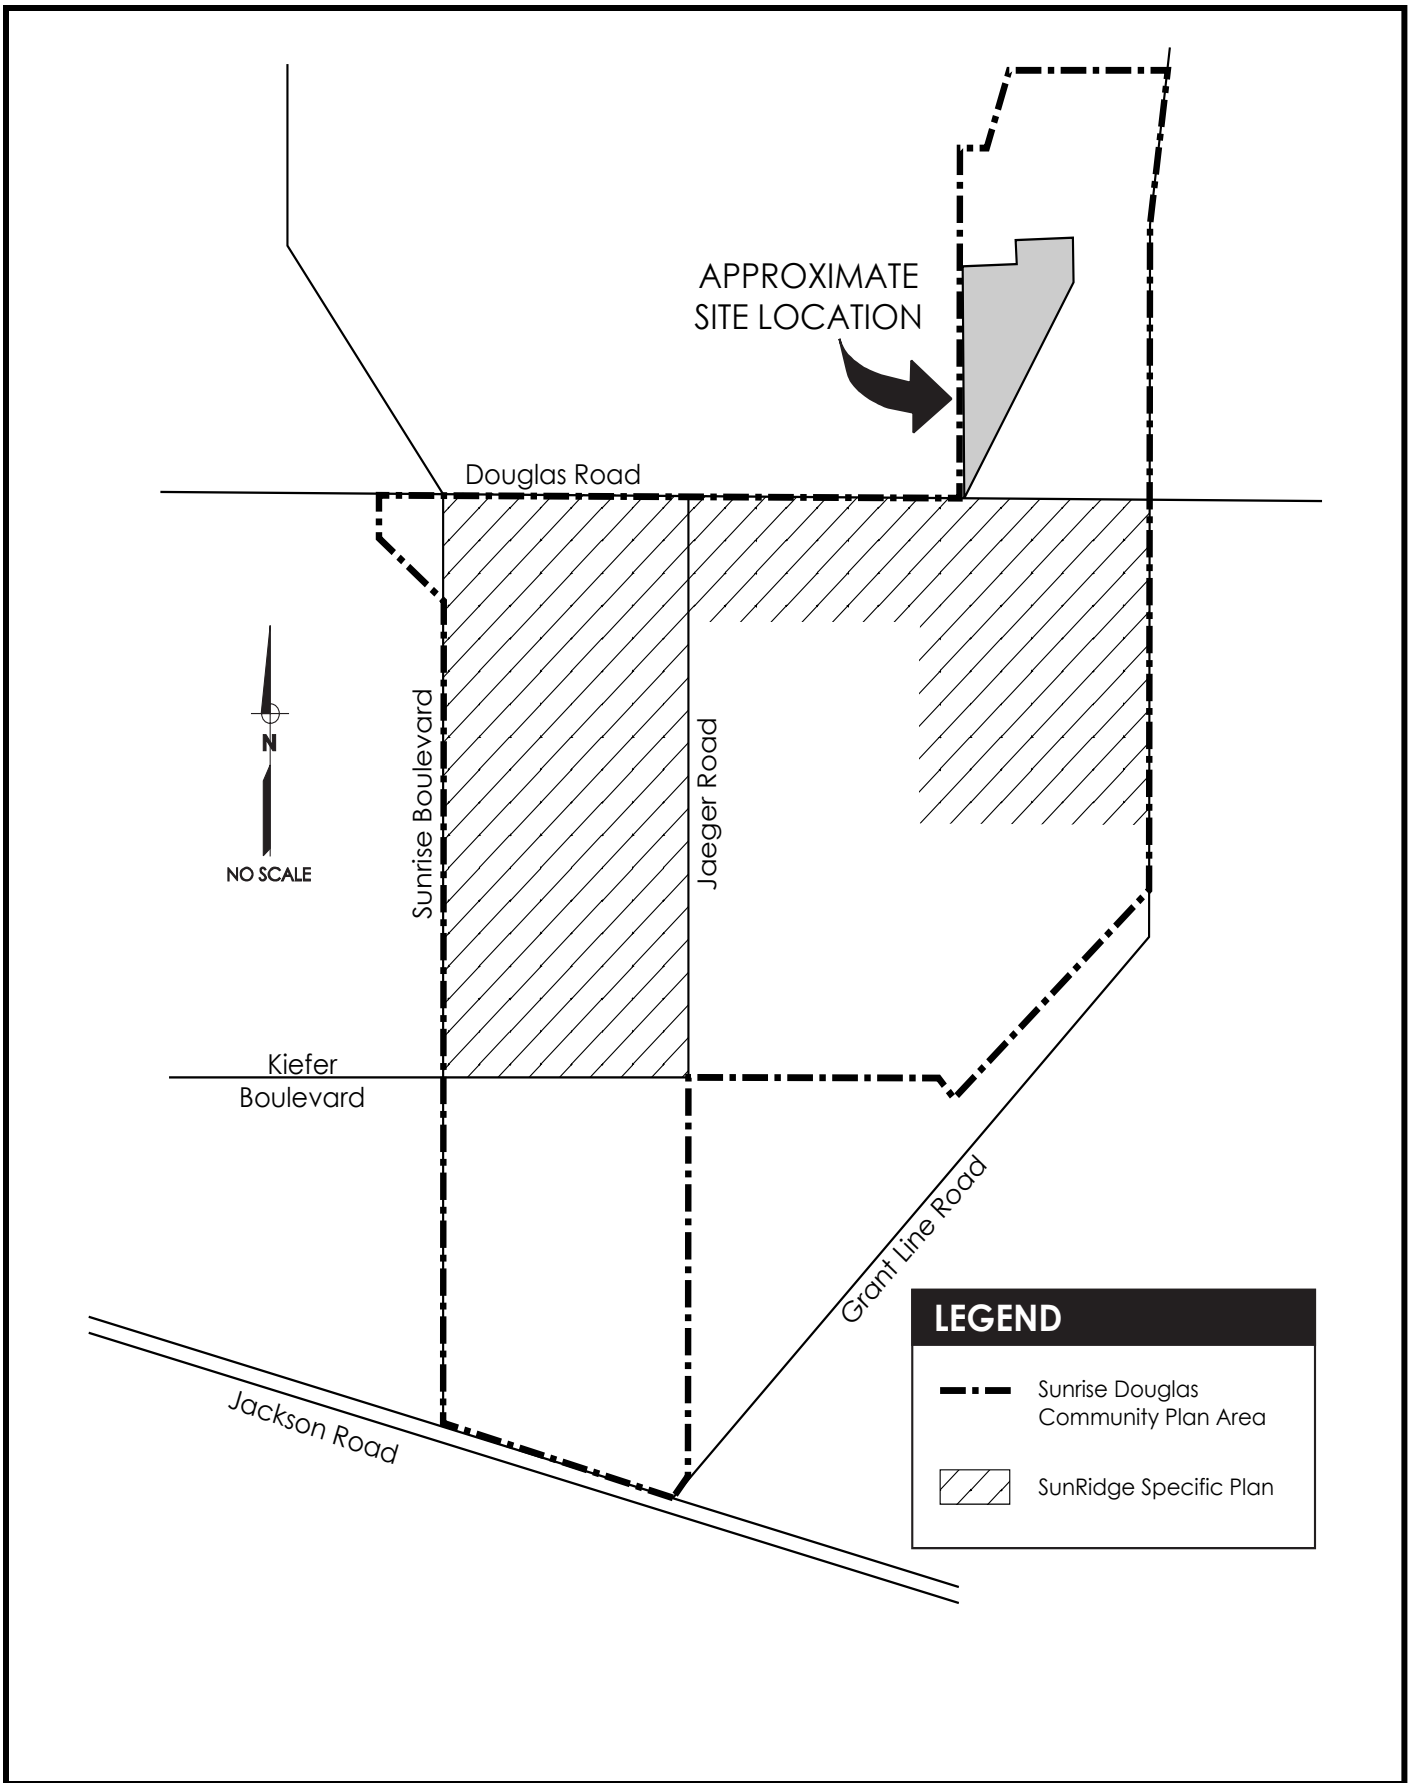 APPROXIMATE
SITE LOCATION
Douglas Road
Sunrise Boulevard
Jaeger Road
N
NO SCALE
Kiefer
Boulevard
Grant Line Road
Jackson Road
LEGEND
Sunrise Douglas
Community Plan Area
SunRidge Specific Plan